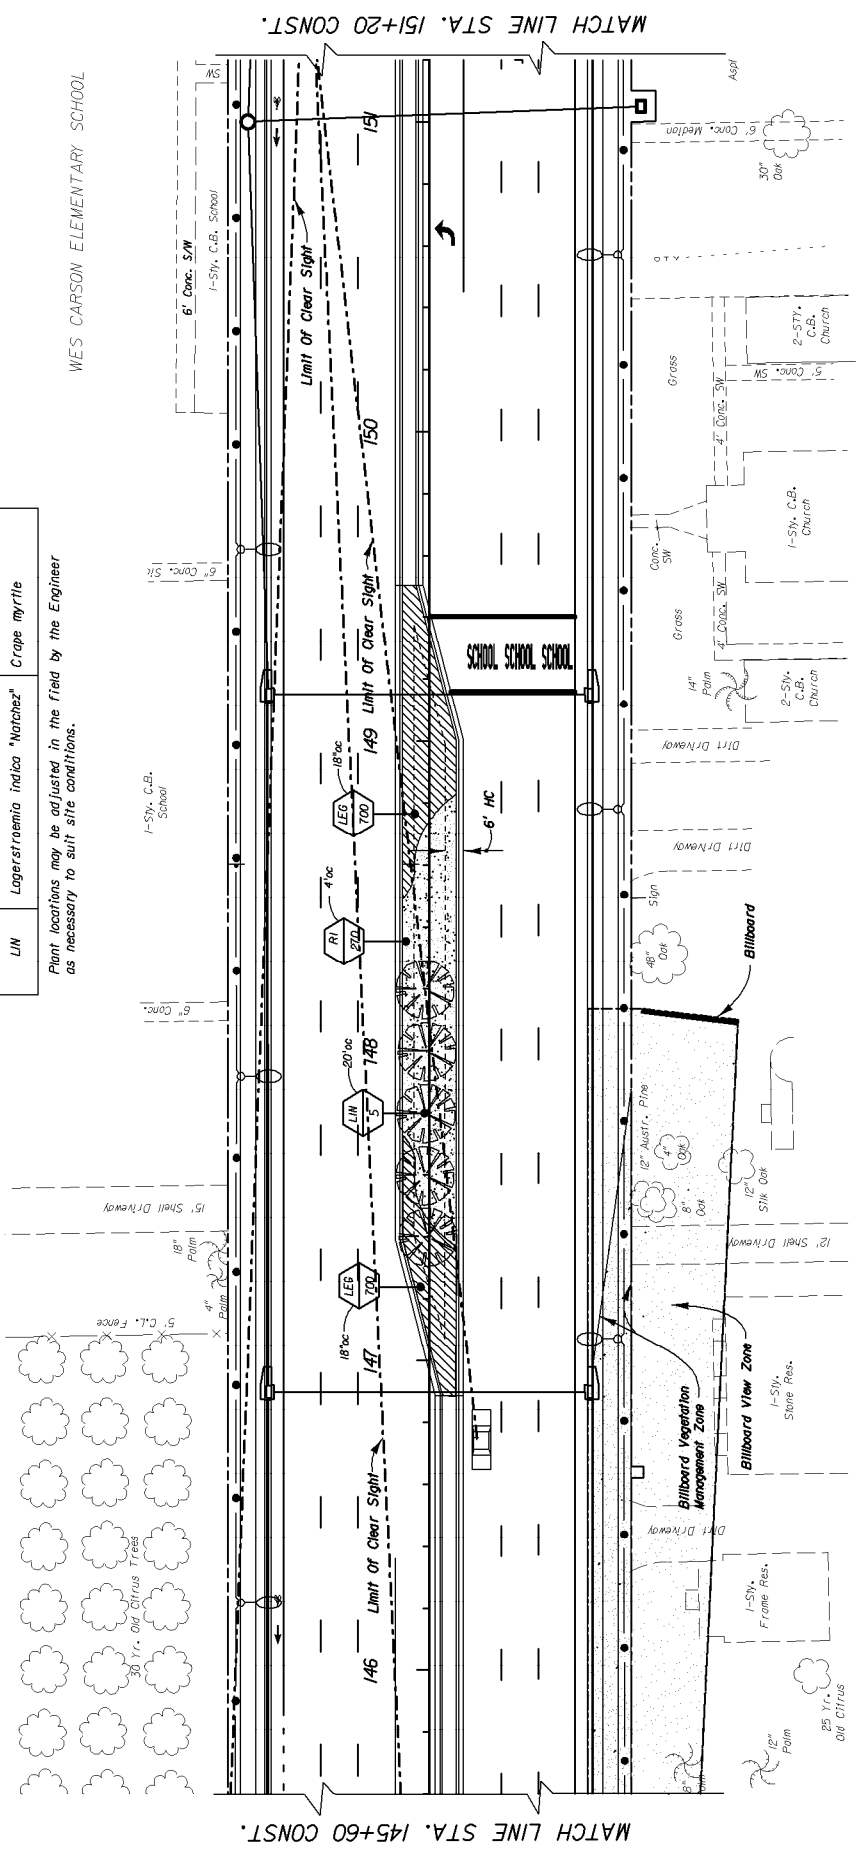 MATCH LINE STA. 151+20 CONST.
WES CARSON ELEMENTARY SCHOOL
LIN Lagerstroemia indica "Natchez" Crape myrtle
Plant locations may be adjusted in the field by the Engineer
as necessary to suit site conditions.
SW
6' Conc. S/W
1-Sty. C.B. School
6" Conc.
1-Sty. C.B.
School
6" Conc.
15' Shell Driveway
18"
Palm
4"
Palm
5' C.L. Fence
30 Yr. Old Citrus Trees
151
150
149
148
147
146
Limit Of Clear Sight
Limit Of Clear Sight
Limit Of Clear Sight
LEG
700
18"oc
RI
270
4'oc
LIN
5
20'oc
LEG
700
18"oc
SCHOOL SCHOOL SCHOOL
6' HC
Aspl
6' Conc. Median
30"
Oak
Grass
2-STY.
C.B.
Church
5' Conc. SW
4' Conc. SW
Conc.
SW
1-Sty. C.B.
Church
Grass
4' Conc. SW
14"
Palm
2-Sty.
C.B.
Church
Dirt Driveway
Dirt Driveway
Sign
48"
Oak
Billboard
12" Austr. Pine
4"
Oak
8"
Oak
12"
Silk Oak
12' Shell Driveway
Billboard View Zone
Billboard Vegetation
Management Zone
1-Sty.
Stone Res.
Dirt Driveway
1-Sty.
Frame Res.
25 Yr.
Old Citrus
12"
Palm
8"
MATCH LINE STA. 145+60 CONST.